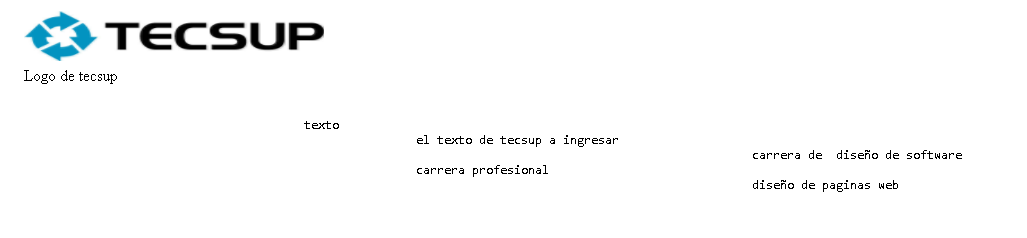 TECSUP
Logo de tecsup
texto
el texto de tecsup a ingresar
carrera de  diseño de software
carrera profesional
diseño de paginas web